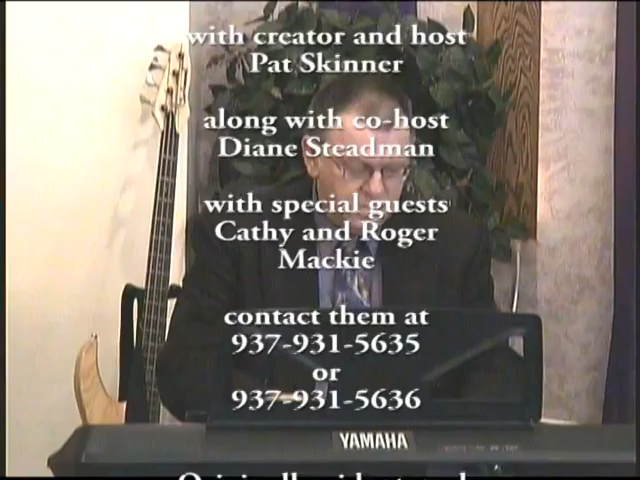 with creator and host
Pat Skinner
along with co-host
Diane Steadman
with special guests
Cathy and Roger
Mackie
contact them at
937-931-5635
or
937-931-5636
YAMAHA
Originally